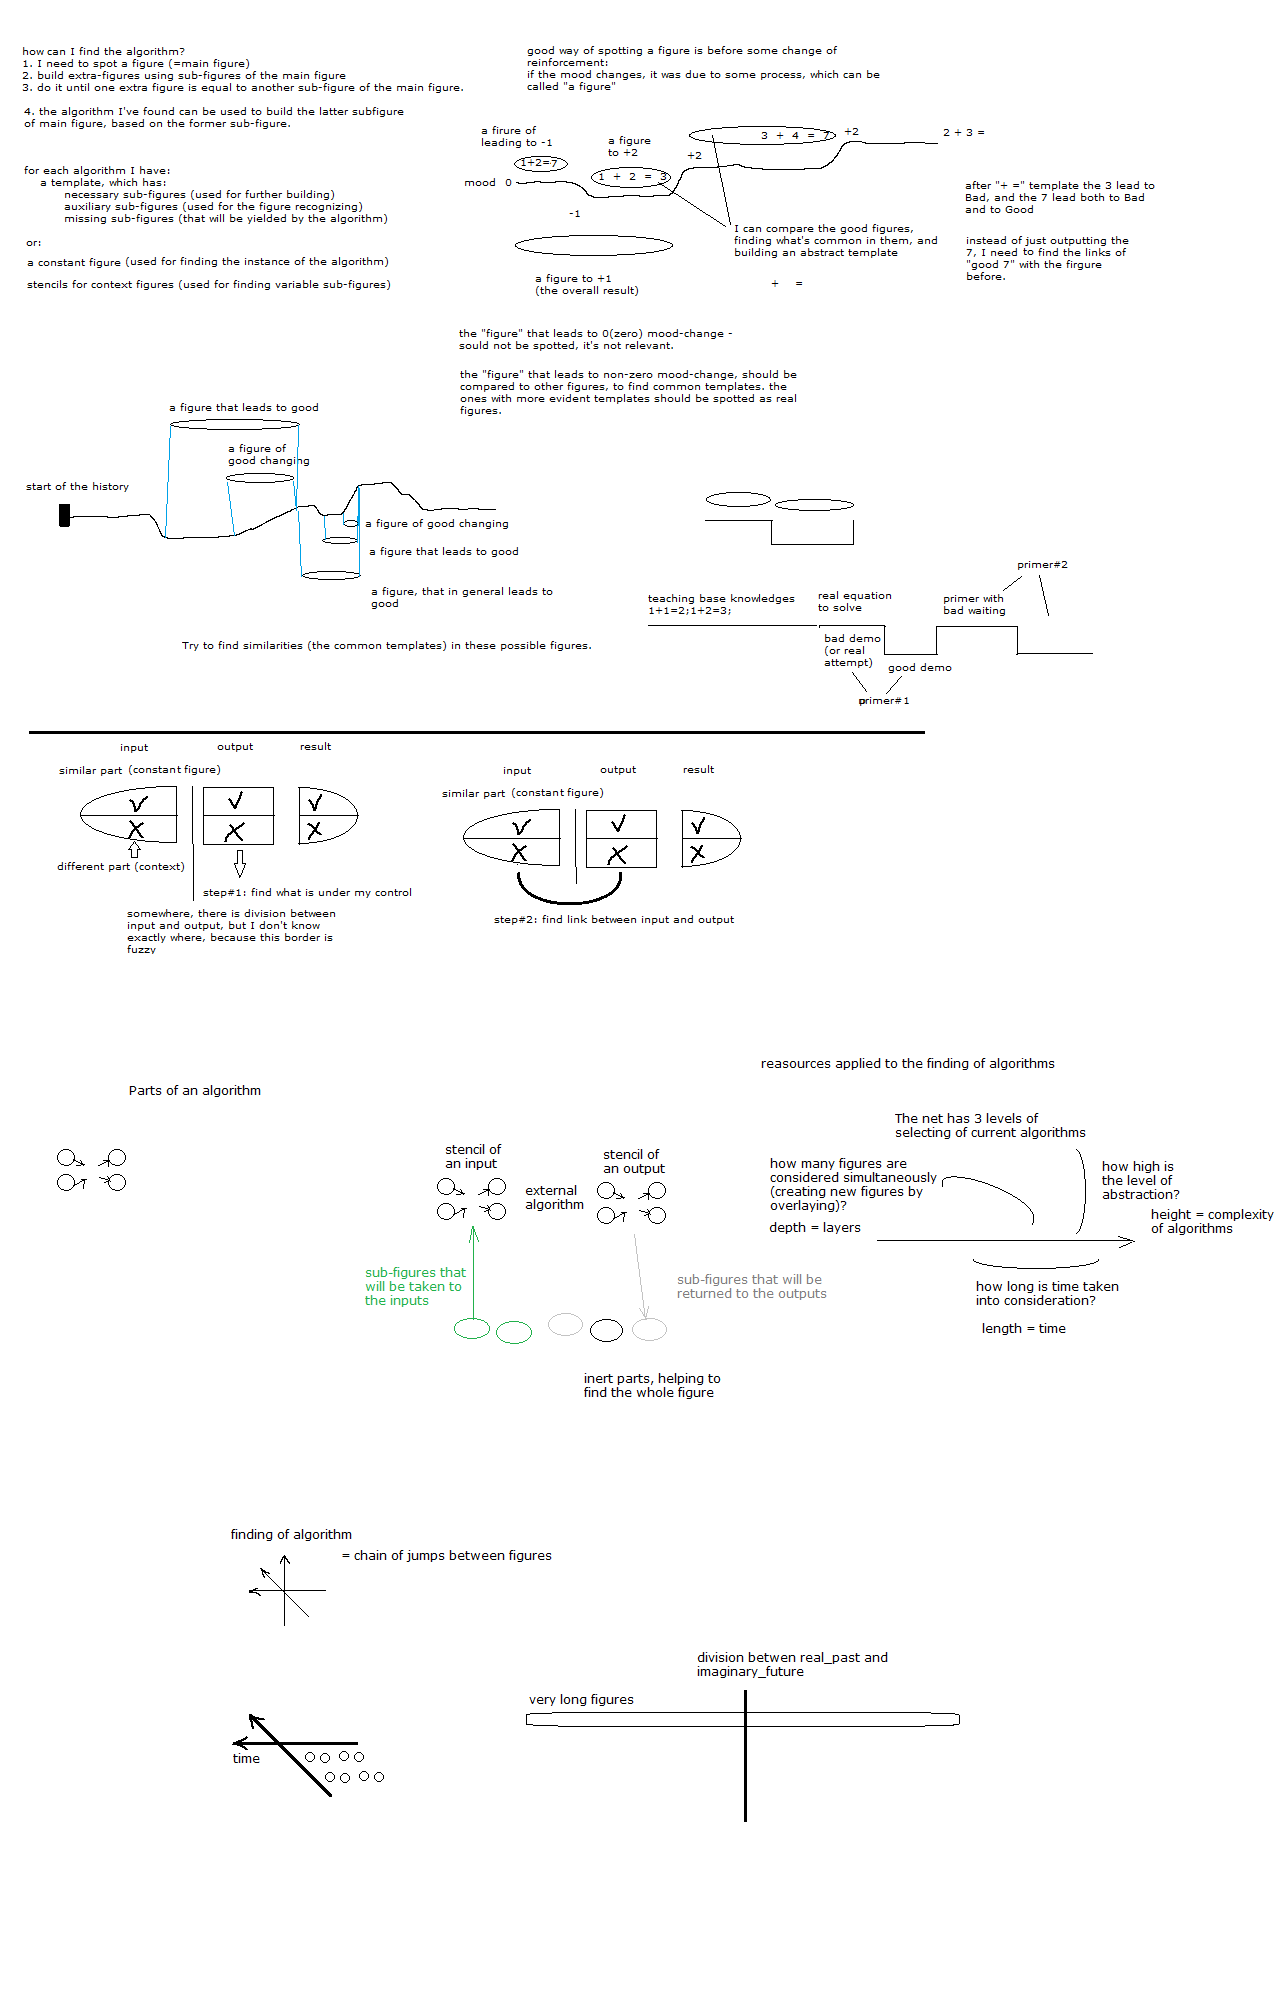 how can I find the algorithm?
1. I need to spot a figure (=main figure)
2. build extra-figures using sub-figures of the main figure
3. do it until one extra figure is equal to another sub-figure of the main figure.
4. the algorithm I've found can be used to build the latter subfigure
of main figure, based on the former sub-figure.
for each algorithm I have:
a template, which has:
necessary sub-figures (used for further building)
auxiliary sub-figures (used for the figure recognizing)
missing sub-figures (that will be yielded by the algorithm)
or:
a constant figure (used for finding the instance of the algorithm)
stencils for context figures (used for finding variable sub-figures)
good way of spotting a figure is before some change of
reinforcement:
if the mood changes, it was due to some process, which can be
called "a figure"
a firure of
leading to -1
1+2=7
a figure
to +2
1 + 2 = 3
+2
3 + 4 = 7
+2
2 + 3 =
mood 0
-1
a figure to +1
(the overall result)
I can compare the good figures,
finding what's common in them, and
building an abstract template
+ =
after "+ =" template the 3 lead to
Bad, and the 7 lead both to Bad
and to Good
instead of just outputting the
7, I need to find the links of
"good 7" with the firgure
before.
the "figure" that leads to 0(zero) mood-change -
sould not be spotted, it's not relevant.
the "figure" that leads to non-zero mood-change, should be
compared to other figures, to find common templates. the
ones with more evident templates should be spotted as real
figures.
a figure that leads to good
a figure of
good changing
start of the history
a figure of good changing
a figure that leads to good
a figure, that in general leads to
good
Try to find similarities (the common templates) in these possible figures.
teaching base knowledges
1+1=2;1+2=3;
real equation
to solve
bad demo
(or real
attempt)
good demo
primer#1
primer with
bad waiting
primer#2
input
output
result
similar part (constant figure)
different part (context)
step#1: find what is under my control
somewhere, there is division between
input and output, but I don't know
exactly where, because this border is
fuzzy
input
output
result
similar part (constant figure)
step#2: find link between input and output
Parts of an algorithm
stencil of
an input
external
algorithm
stencil of
an output
sub-figures that
will be taken to
the inputs
sub-figures that will be
returned to the outputs
inert parts, helping to
find the whole figure
reasources applied to the finding of algorithms
The net has 3 levels of
selecting of current algorithms
how many figures are
considered simultaneously
(creating new figures by
overlaying)?
depth = layers
how high is
the level of
abstraction?
height = complexity
of algorithms
how long is time taken
into consideration?
length = time
finding of algorithm
= chain of jumps between figures
time
division betwen real_past and
imaginary_future
very long figures